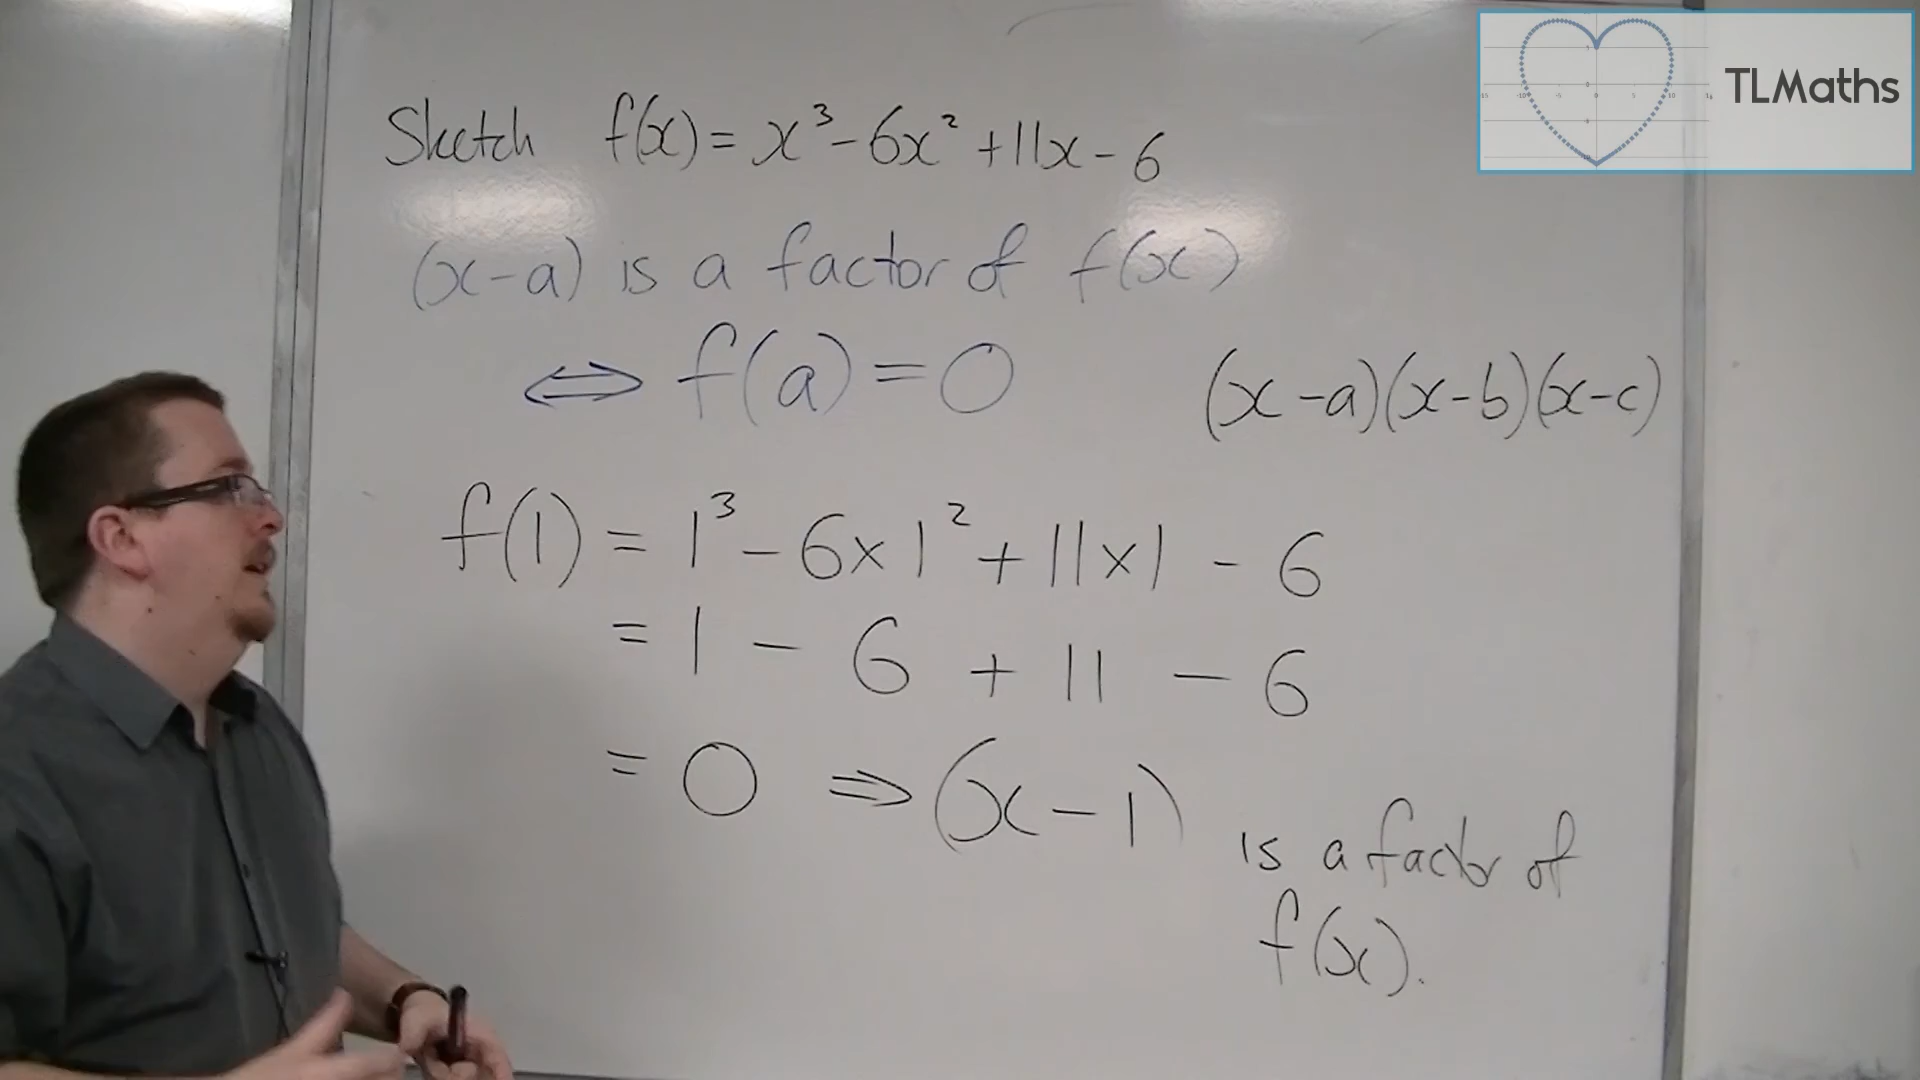 TLMaths
Sketch f(x) = x³ - 6x² + 11x - 6
(x-a) is a factor of f(x)
⇔ f(a) = 0
(x-a)(x-b)(x-c)
f(1) = 1³ - 6×1² + 11×1 - 6
= 1 - 6 + 11 - 6
= 0 ⇒ (x-1) is a factor of
f(x).